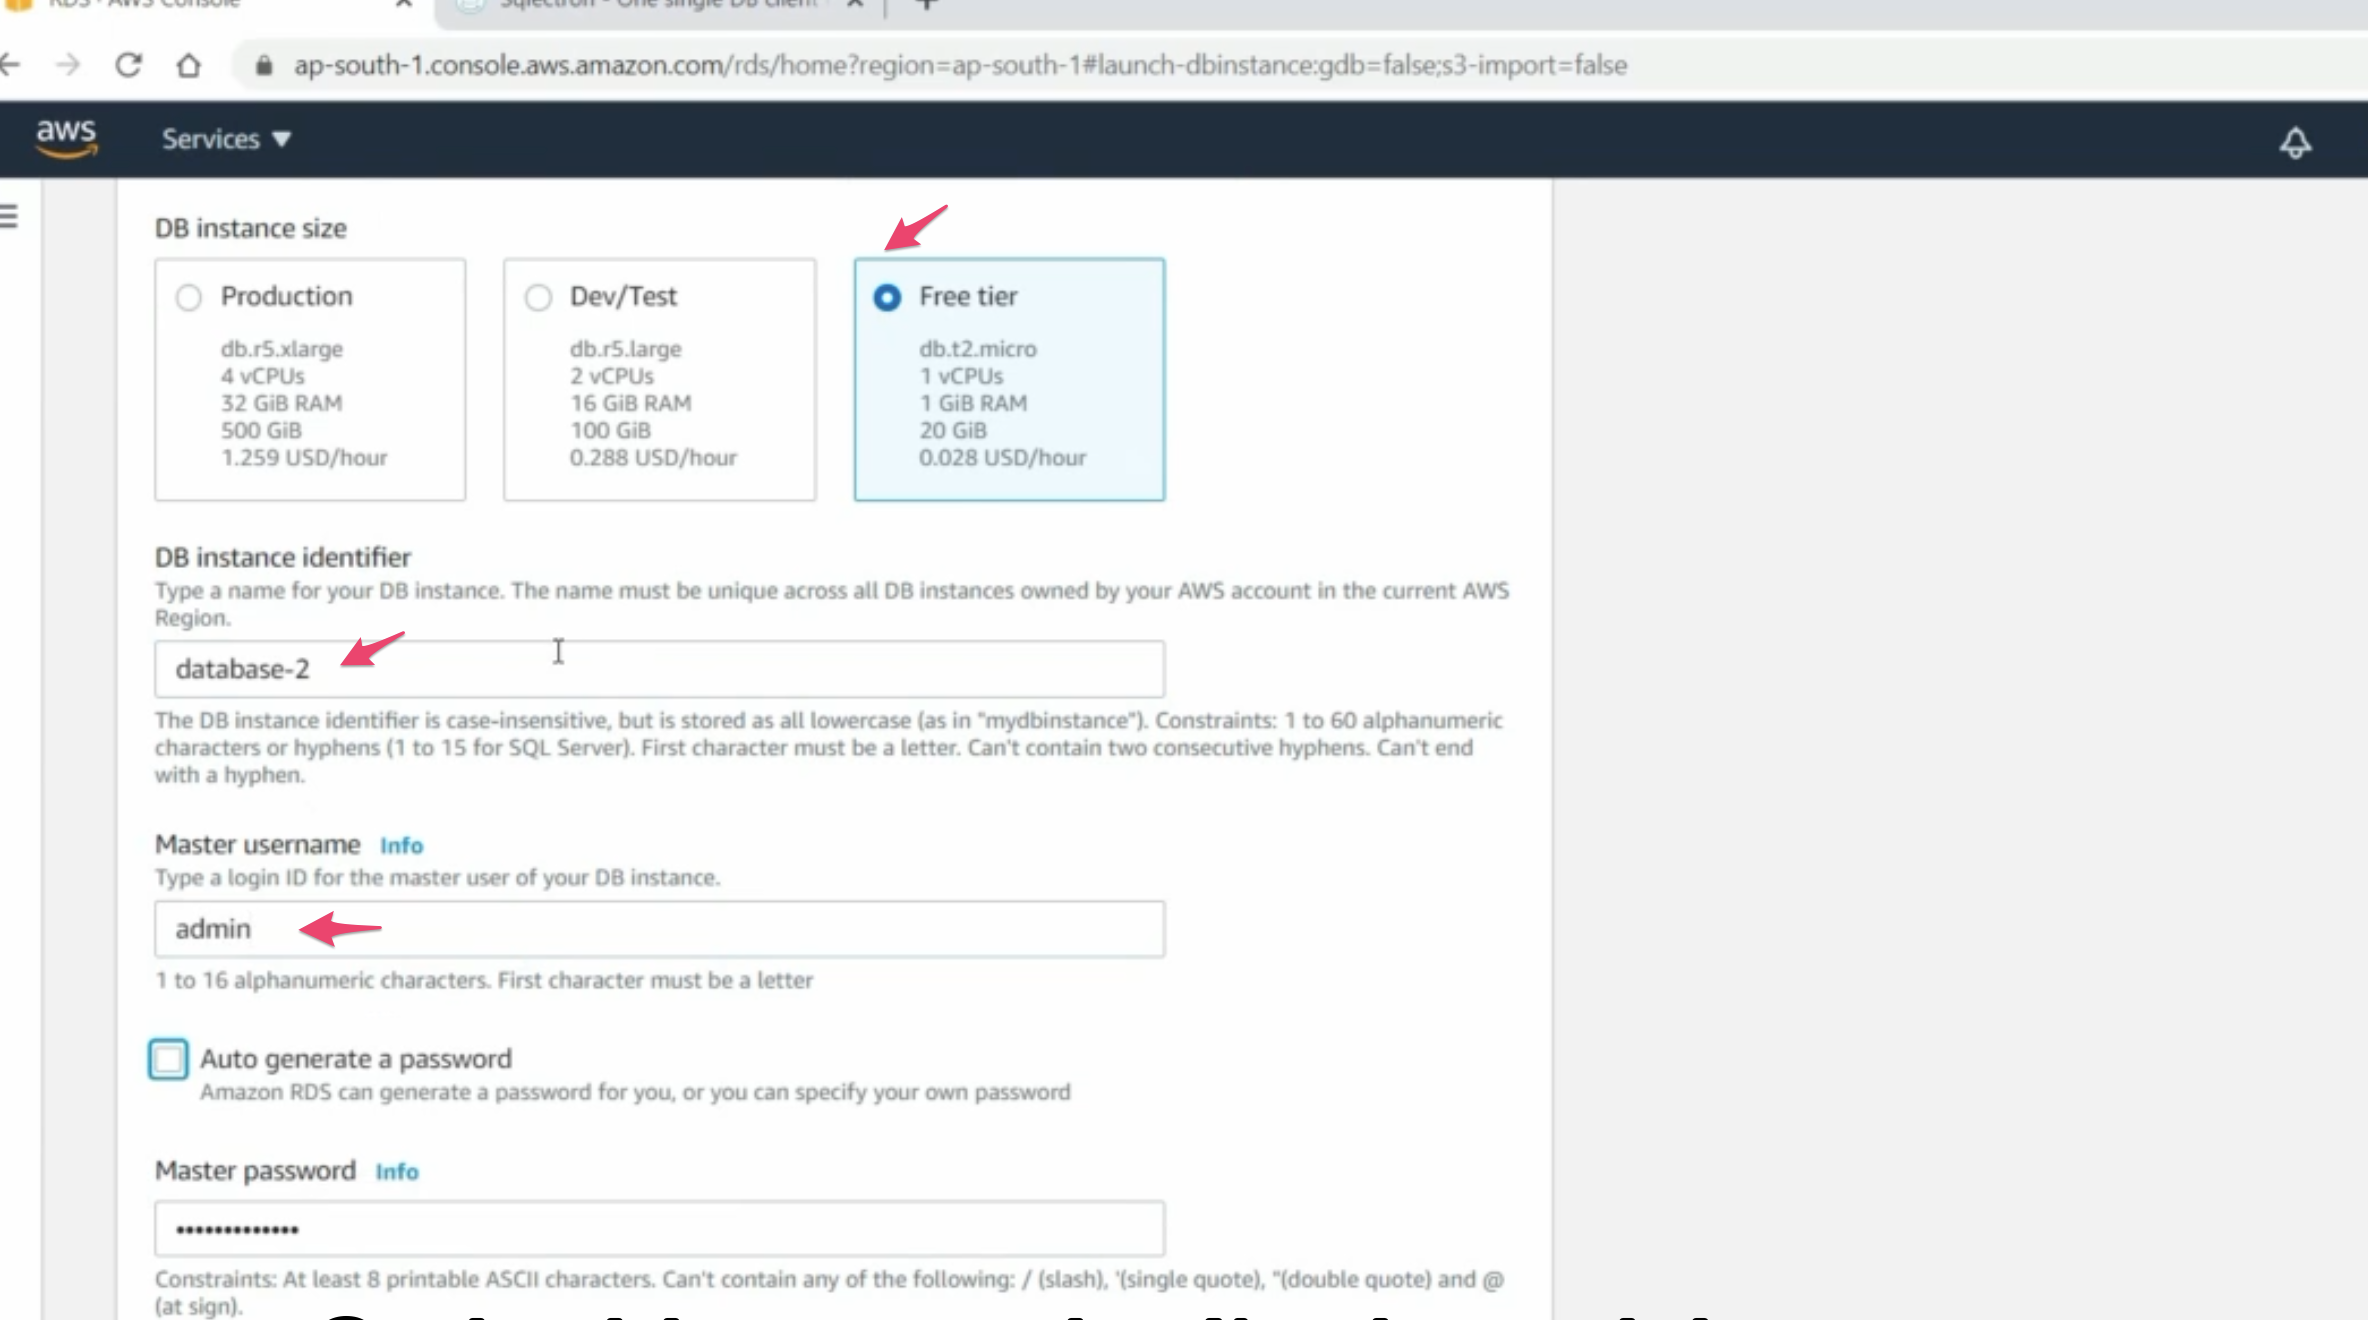 RDS · AWS Console
Sqlectron - One single DB client
ap-south-1.console.aws.amazon.com/rds/home?region=ap-south-1#launch-dbinstance:gdb=false;s3-import=false
aws Services
DB instance size
Production
db.r5.xlarge
4 vCPUs
32 GiB RAM
500 GiB
1.259 USD/hour
Dev/Test
db.r5.large
2 vCPUs
16 GiB RAM
100 GiB
0.288 USD/hour
Free tier
db.t2.micro
1 vCPUs
1 GiB RAM
20 GiB
0.028 USD/hour
DB instance identifier
Type a name for your DB instance. The name must be unique across all DB instances owned by your AWS account in the current AWS
Region.
database-2
The DB instance identifier is case-insensitive, but is stored as all lowercase (as in "mydbinstance"). Constraints: 1 to 60 alphanumeric
characters or hyphens (1 to 15 for SQL Server). First character must be a letter. Can't contain two consecutive hyphens. Can't end
with a hyphen.
Master username Info
Type a login ID for the master user of your DB instance.
admin
1 to 16 alphanumeric characters. First character must be a letter
Auto generate a password
Amazon RDS can generate a password for you, or you can specify your own password
Master password Info
•••••••••••••
Constraints: At least 8 printable ASCII characters. Can't contain any of the following: / (slash), '(single quote), "(double quote) and @
(at sign).